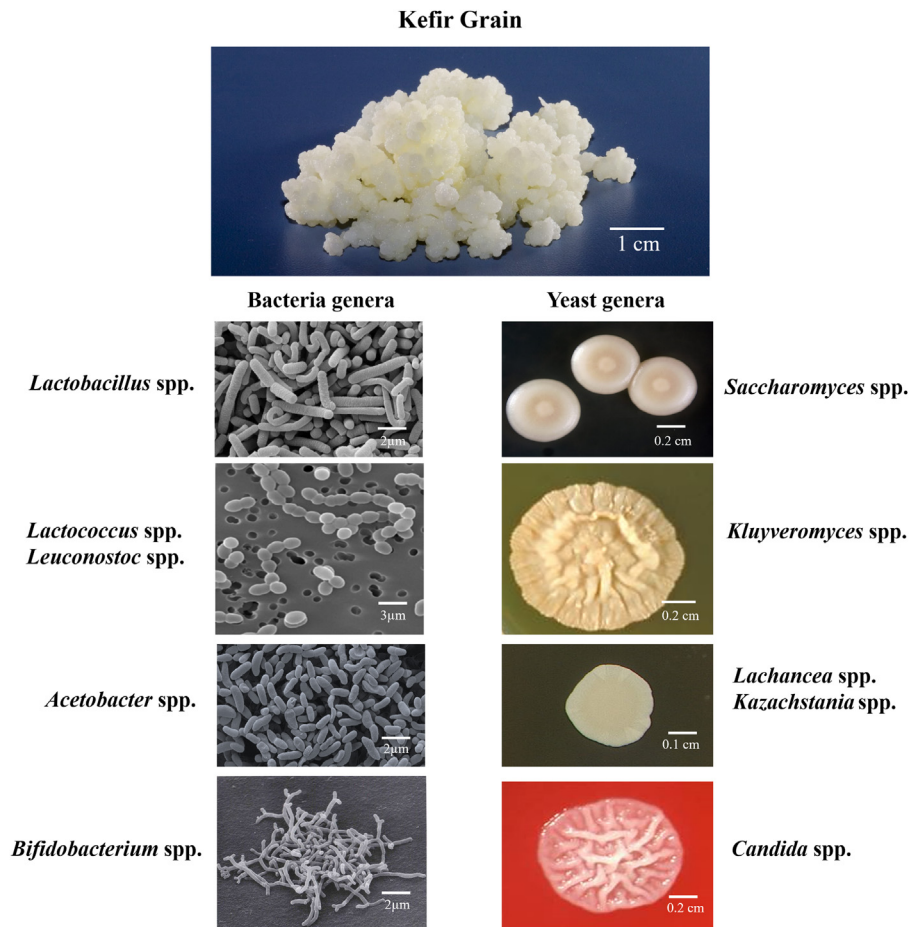 Kefir Grain
1 cm
Bacteria genera
Yeast genera
Lactobacillus spp.
2µm
Saccharomyces spp.
0.2 cm
Lactococcus spp.
Leuconostoc spp.
3µm
Kluyveromyces spp.
0.2 cm
Acetobacter spp.
2µm
Lachancea spp.
Kazachstania spp.
0.1 cm
Bifidobacterium spp.
2µm
Candida spp.
0.2 cm